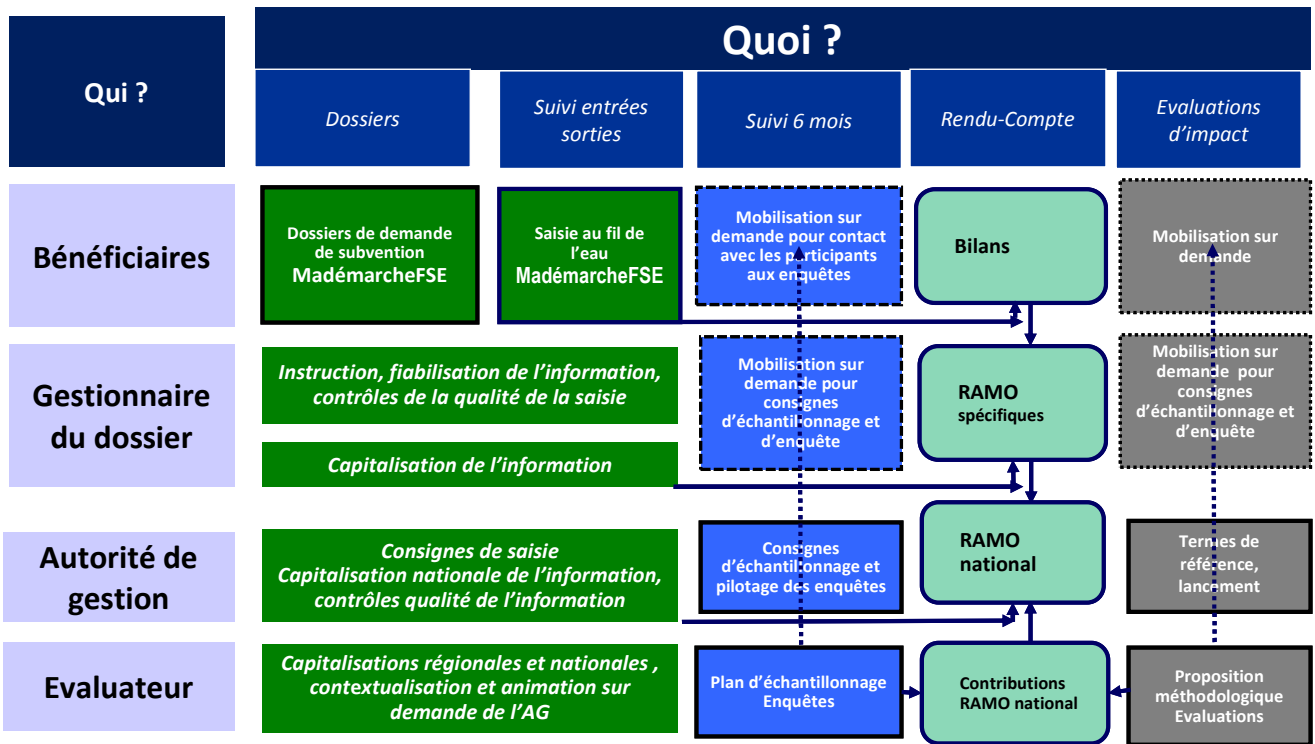 Qui ?
Quoi ?
Dossiers
Suivi entrées
sorties
Suivi 6 mois
Rendu-Compte
Evaluations
d’impact
Bénéficiaires
Dossiers de demande
de subvention
MadémarcheFSE
Saisie au fil de
l’eau
MadémarcheFSE
Mobilisation sur
demande pour contact
avec les participants
aux enquêtes
Bilans
Mobilisation sur
demande
Gestionnaire
du dossier
Instruction, fiabilisation de l’information,
contrôles de la qualité de la saisie
Capitalisation de l’information
Mobilisation sur
demande pour
consignes
d’échantillonnage et
d’enquête
RAMO
spécifiques
Mobilisation sur
demande pour
consignes
d’échantillonnage et
d’enquête
Autorité de
gestion
Consignes de saisie
Capitalisation nationale de l’information,
contrôles qualité de l’information
Consignes
d’échantillonnage et
pilotage des enquêtes
RAMO
national
Termes de
référence,
lancement
Evaluateur
Capitalisations régionales et nationales ,
contextualisation et animation sur
demande de l’AG
Plan d’échantillonnage
Enquêtes
Contributions
RAMO national
Proposition
méthodologique
Evaluations